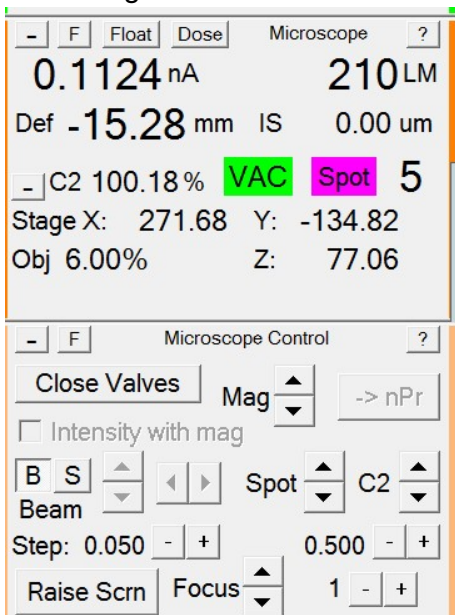 - F Float Dose Microscope ?
0.1124 nA 210 LM
Def -15.28 mm IS 0.00 um
- C2 100.18 % VAC Spot 5
Stage X: 271.68 Y: -134.82
Obj 6.00% Z: 77.06
- F Microscope Control ?
Close Valves Mag -> nPr
Intensity with mag
B S Spot C2
Beam
Step: 0.050 - + 0.500 - +
Raise Scrn Focus 1 - +